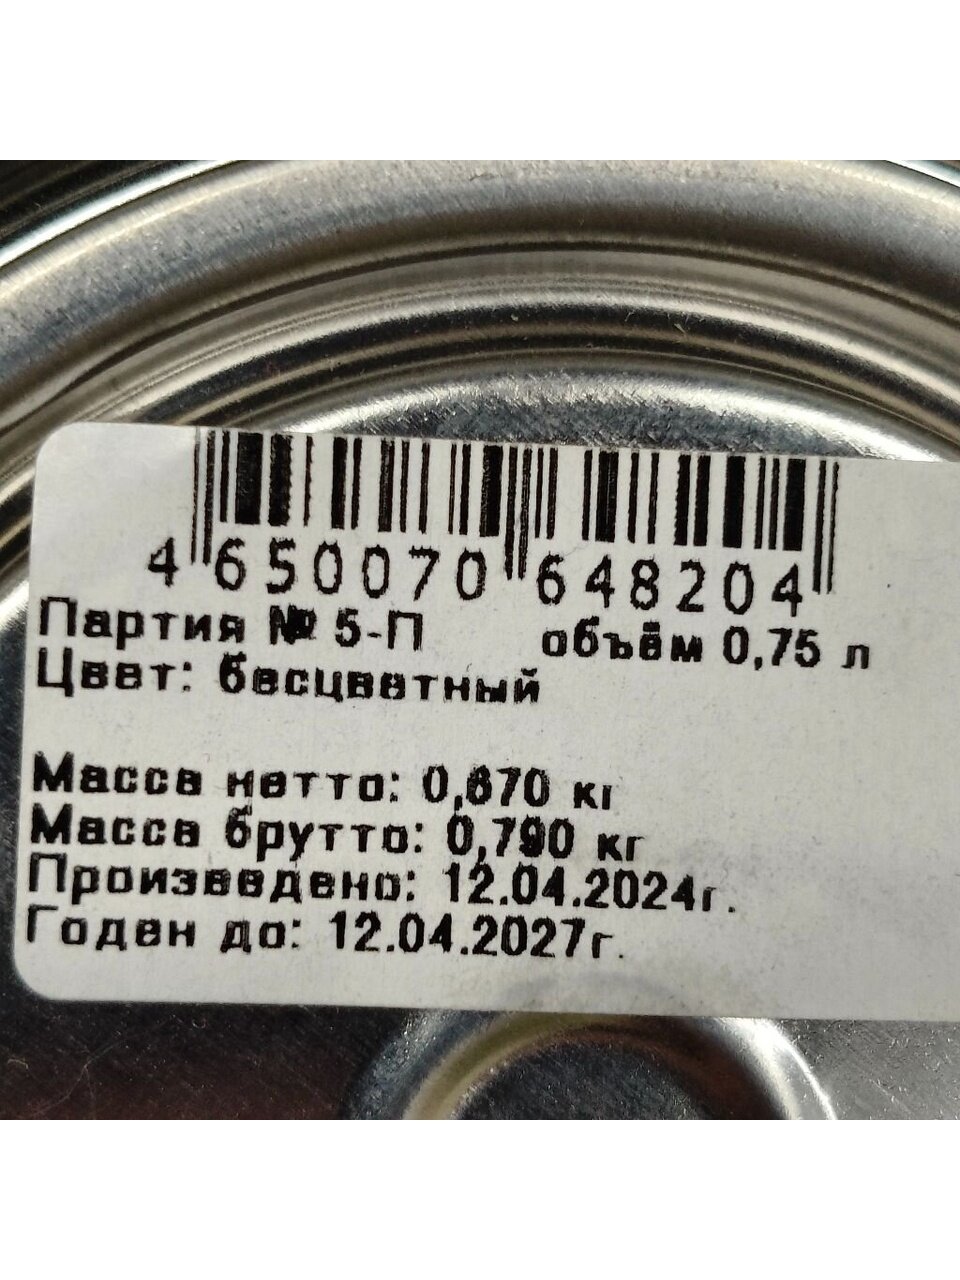 4 650070 648204
Партия № 5-П объём 0,75 л
Цвет: бесцветный
Масса нетто: 0,670 кг
Масса брутто: 0,790 кг
Произведено: 12.04.2024г.
Годен до: 12.04.2027г.